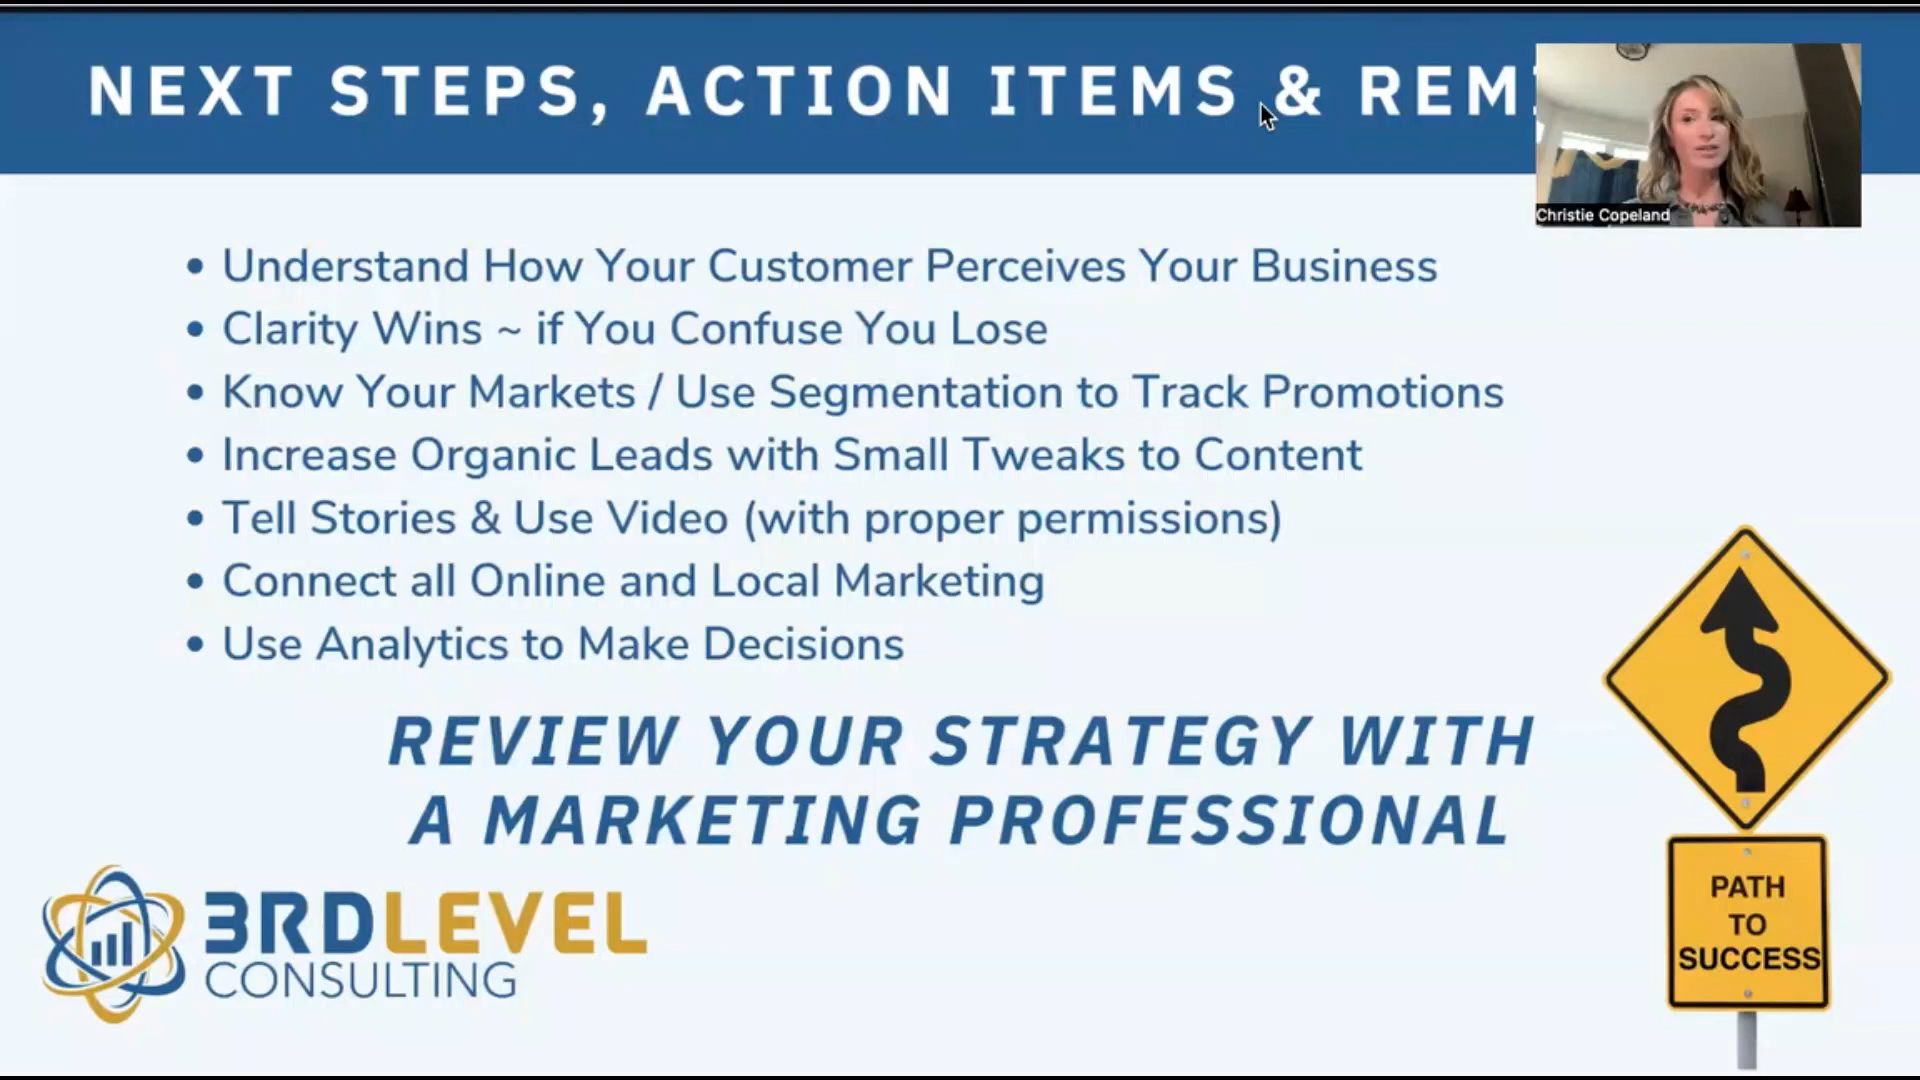 NEXT STEPS, ACTION ITEMS & REM
Christie Copeland
• Understand How Your Customer Perceives Your Business
• Clarity Wins ~ if You Confuse You Lose
• Know Your Markets / Use Segmentation to Track Promotions
• Increase Organic Leads with Small Tweaks to Content
• Tell Stories & Use Video (with proper permissions)
• Connect all Online and Local Marketing
• Use Analytics to Make Decisions
REVIEW YOUR STRATEGY WITH
A MARKETING PROFESSIONAL
3RDLEVEL
CONSULTING
PATH
TO
SUCCESS